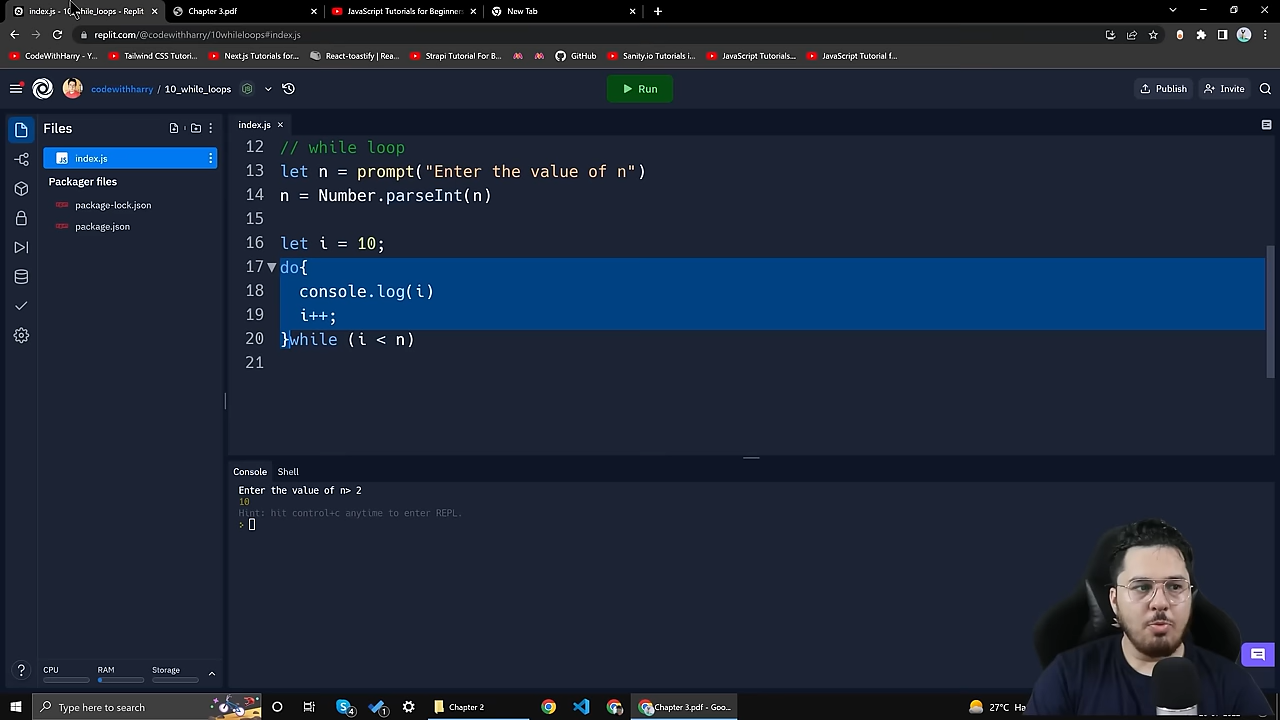 index.js - 10_while_loops - Replit
Chapter 3.pdf
JavaScript Tutorials for Beginners
New Tab
replit.com/@codewithharry/10whileloops#index.js
CodeWithHarry - Y...
Tailwind CSS Tutori...
Next.js Tutorials for...
React-toastify | Rea...
Strapi Tutorial For B...
GitHub
Sanity.io Tutorials i...
JavaScript Tutorials...
JavaScript Tutorial f...
codewithharry / 10_while_loops
Run
Publish
Invite
Files
index.js
Packager files
package-lock.json
package.json
index.js
12 // while loop
13 let n = prompt("Enter the value of n")
14 n = Number.parseInt(n)
15
16 let i = 10;
17 do{
18 console.log(i)
19 i++;
20 }while (i < n)
21
Console Shell
Enter the value of n> 2
10
Hint: hit control+c anytime to enter REPL.
>
CPU RAM Storage
Type here to search
Chapter 2
Chapter 3.pdf - Goo...
27°C Ha